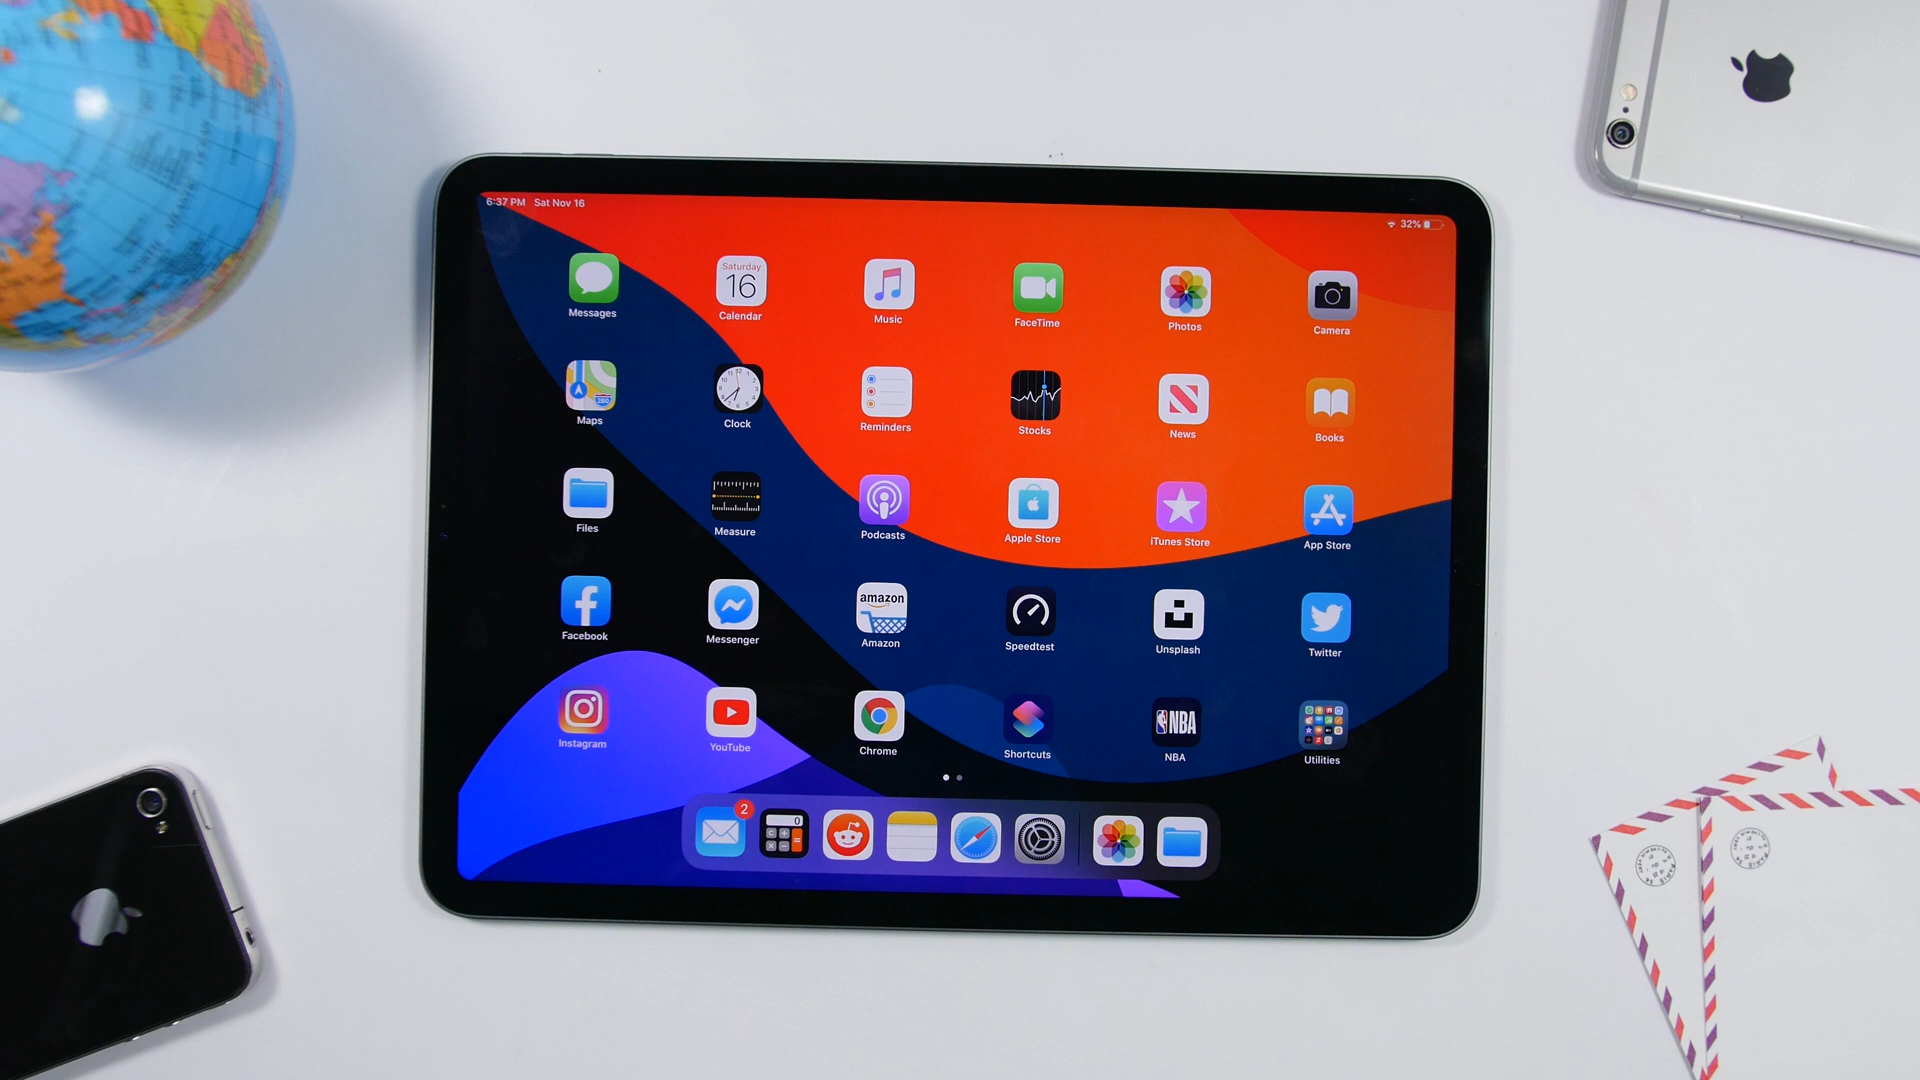 6:37 PM Sat Nov 16
32%
Saturday
16
Messages
Calendar
Music
FaceTime
Photos
Camera
280
Maps
Clock
Reminders
Stocks
News
Books
Files
Measure
Podcasts
Apple Store
iTunes Store
App Store
amazon
Facebook
Messenger
Amazon
Speedtest
Unsplash
Twitter
NBA
Instagram
YouTube
Chrome
Shortcuts
NBA
Utilities
2
0